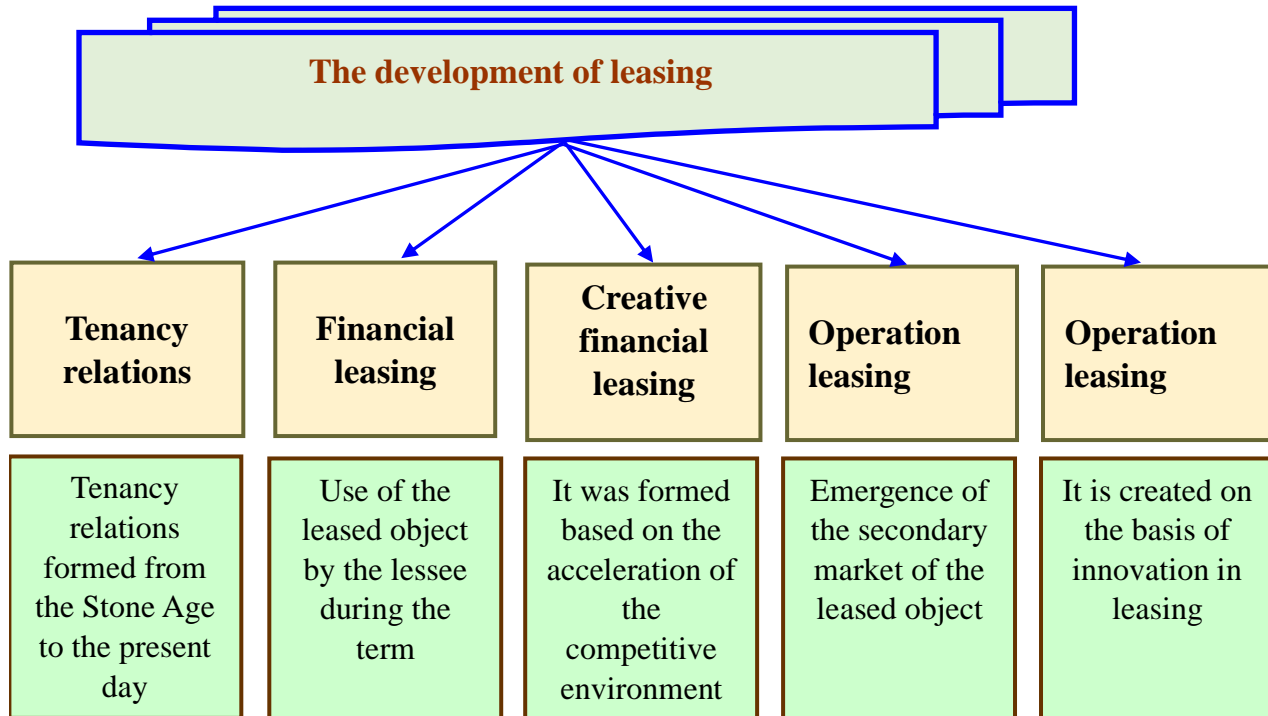 The development of leasing
Tenancy
relations
Financial
leasing
Creative
financial
leasing
Operation
leasing
Operation
leasing
Tenancy
relations
formed from
the Stone Age
to the present
day
Use of the
leased object
by the lessee
during the
term
It was formed
based on the
acceleration of
the
competitive
environment
Emergence of
the secondary
market of the
leased object
It is created on
the basis of
innovation in
leasing